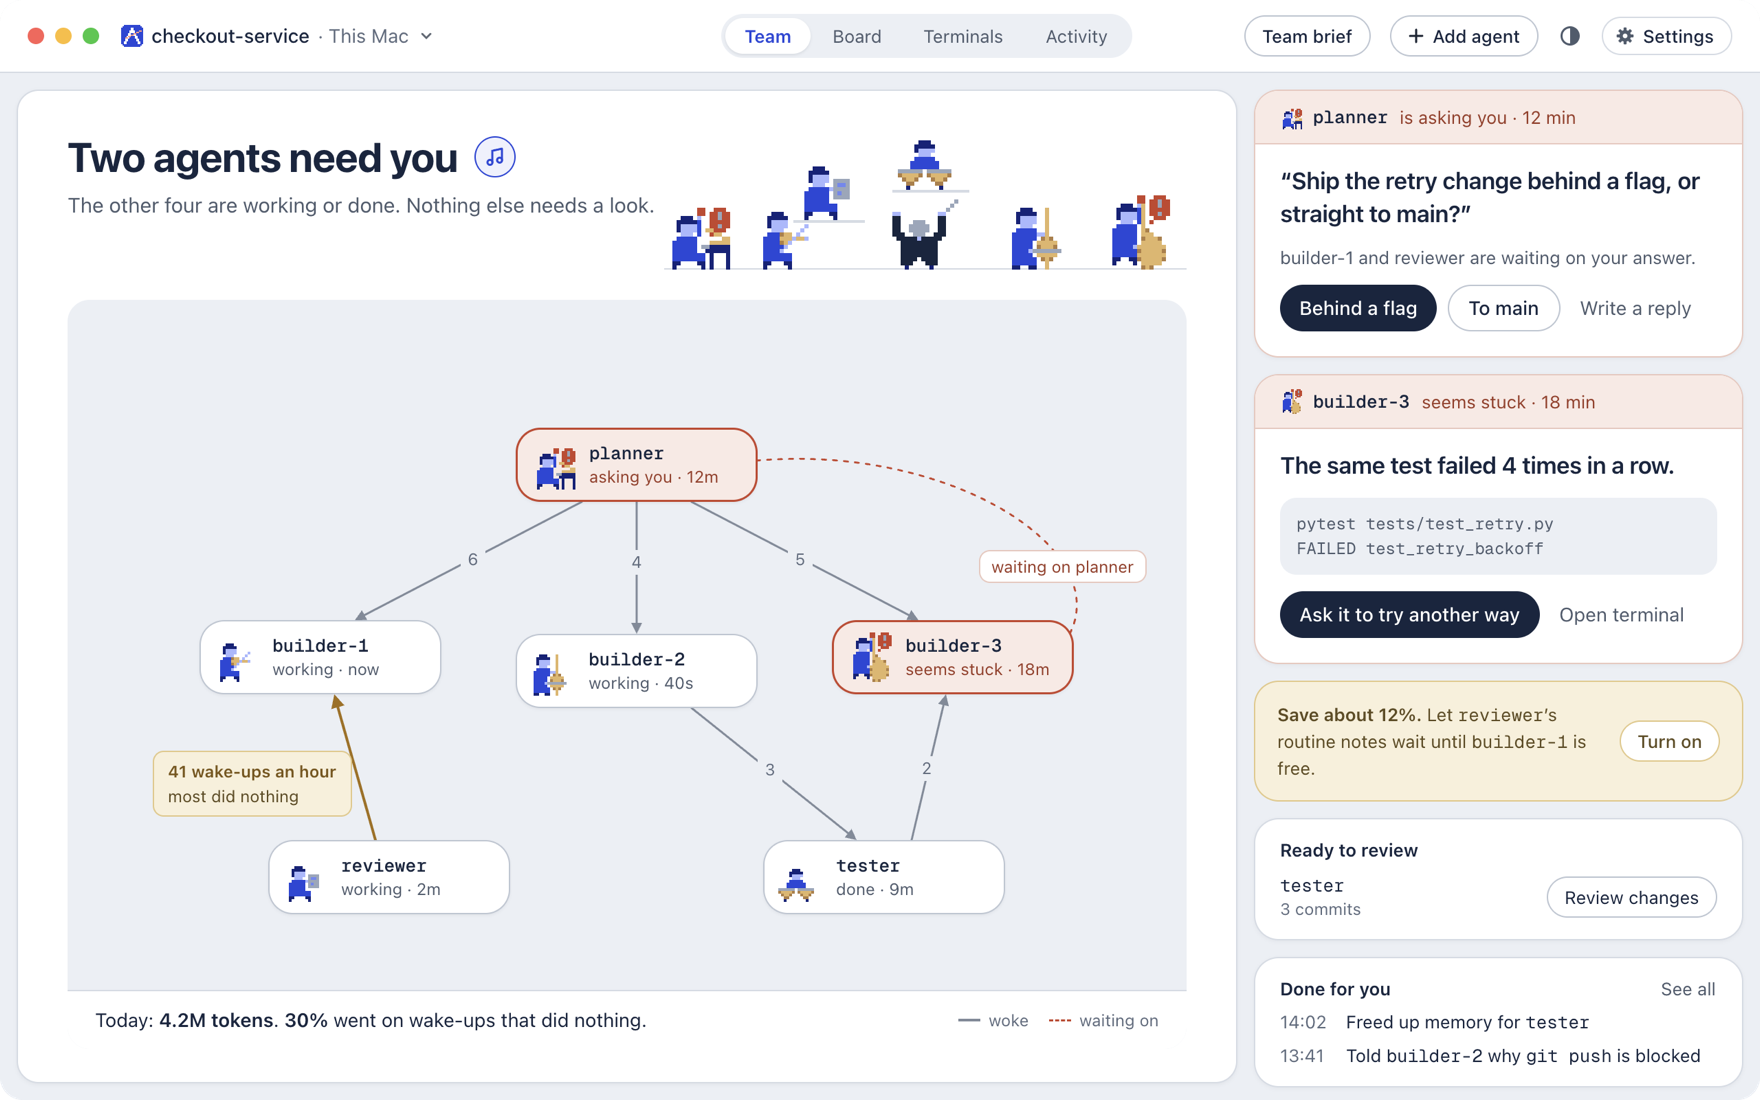 checkout-service · This Mac
Team
Board
Terminals
Activity
Team brief
+ Add agent
Settings
Two agents need you
The other four are working or done. Nothing else needs a look.
planner
asking you · 12m
6
4
5
waiting on planner
builder-1
working · now
builder-2
working · 40s
builder-3
seems stuck · 18m
41 wake-ups an hour
most did nothing
3
2
reviewer
working · 2m
tester
done · 9m
Today: 4.2M tokens. 30% went on wake-ups that did nothing.
woke
waiting on
planner is asking you · 12 min
“Ship the retry change behind a flag, or
straight to main?”
builder-1 and reviewer are waiting on your answer.
Behind a flag
To main
Write a reply
builder-3 seems stuck · 18 min
The same test failed 4 times in a row.
pytest tests/test_retry.py
FAILED test_retry_backoff
Ask it to try another way
Open terminal
Save about 12%. Let reviewer’s
routine notes wait until builder-1 is
free.
Turn on
Ready to review
tester
3 commits
Review changes
Done for you
See all
14:02 Freed up memory for tester
13:41 Told builder-2 why git push is blocked